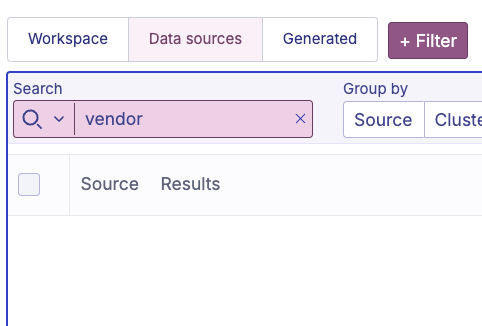 Workspace Data sources Generated + Filter
Search Group by
vendor Source
Source Results